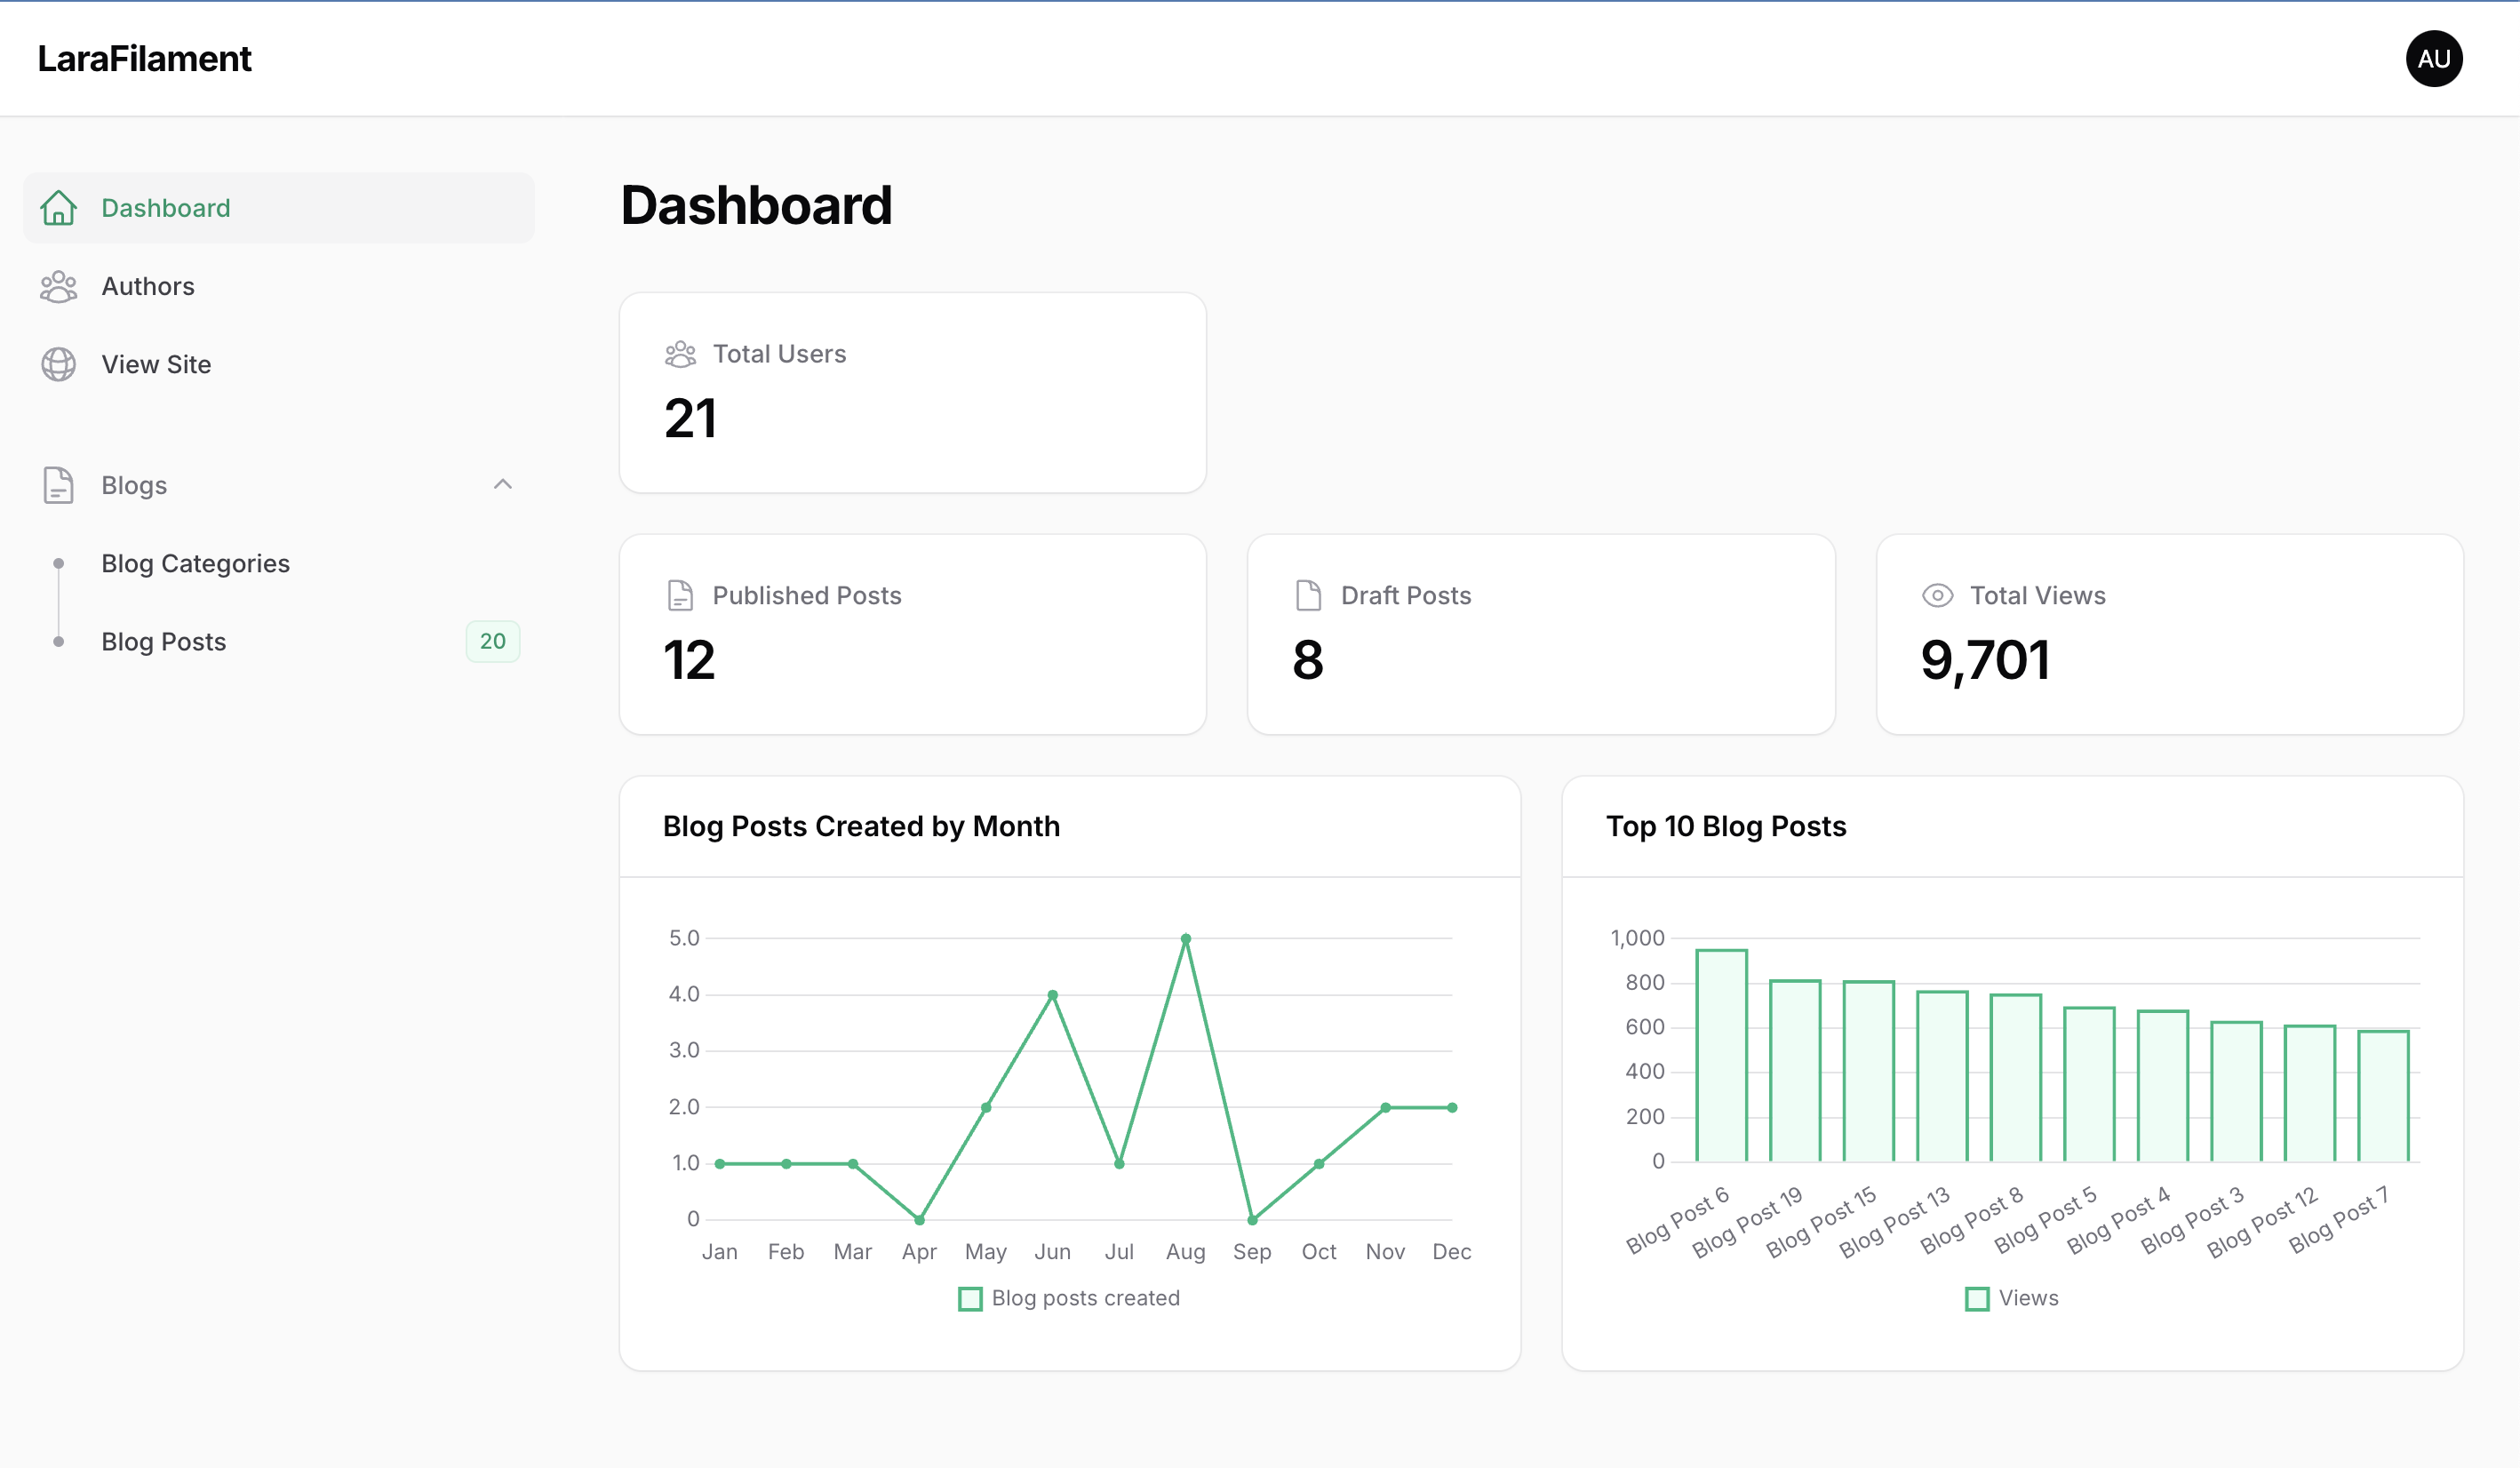 LaraFilament
AU
Dashboard
Authors
View Site
Blogs
Blog Categories
Blog Posts
20
Dashboard
Total Users
21
Published Posts
12
Draft Posts
8
Total Views
9,701
Blog Posts Created by Month
5.0
4.0
3.0
2.0
1.0
0
Jan Feb Mar Apr May Jun Jul Aug Sep Oct Nov Dec
Blog posts created
Top 10 Blog Posts
1,000
800
600
400
200
0
Blog Post 6
Blog Post 19
Blog Post 15
Blog Post 13
Blog Post 8
Blog Post 5
Blog Post 4
Blog Post 3
Blog Post 12
Blog Post 7
Views